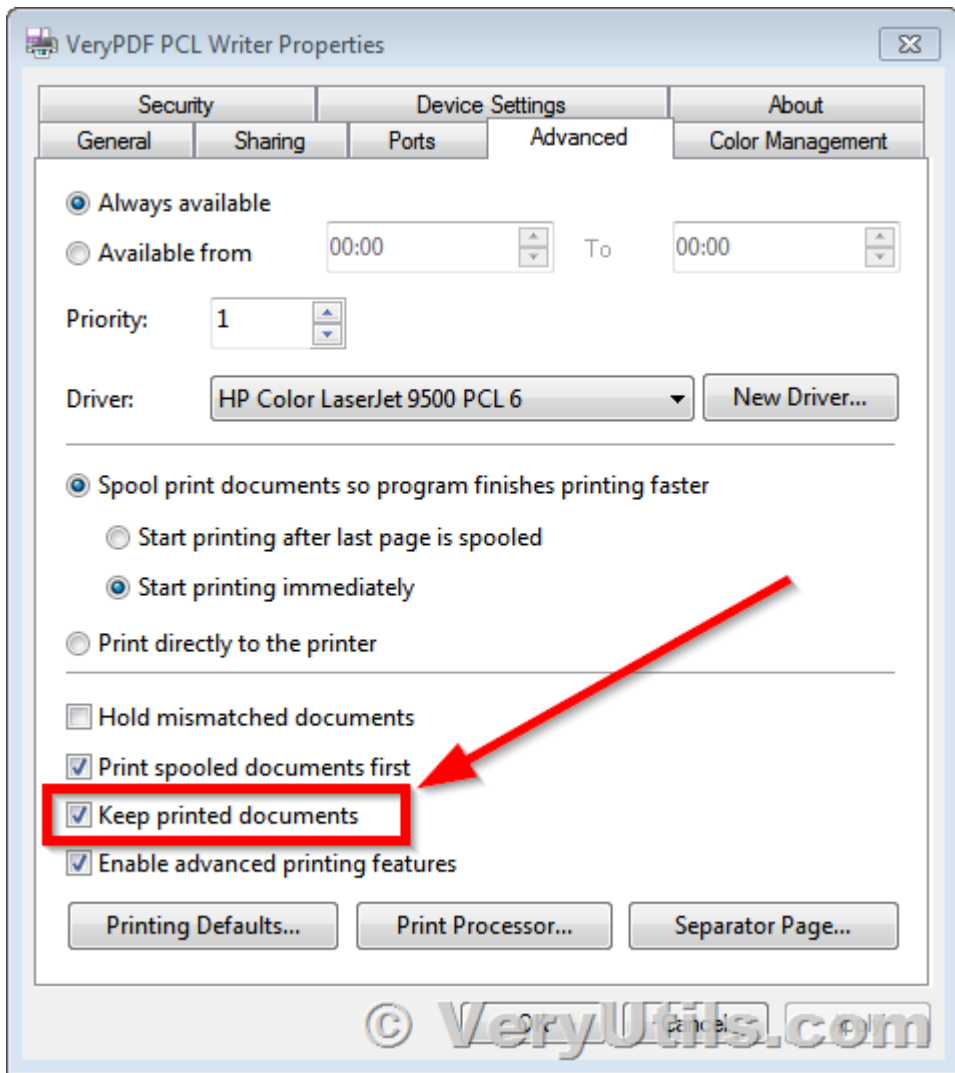 VeryPDF PCL Writer Properties
Security Device Settings About
General Sharing Ports Advanced Color Management
Always available
Available from 00:00 To 00:00
Priority: 1
Driver: HP Color LaserJet 9500 PCL 6 New Driver...
Spool print documents so program finishes printing faster
Start printing after last page is spooled
Start printing immediately
Print directly to the printer
Hold mismatched documents
Print spooled documents first
Keep printed documents
Enable advanced printing features
Printing Defaults... Print Processor... Separator Page...
OK Cancel Apply
© VeryUtils.com